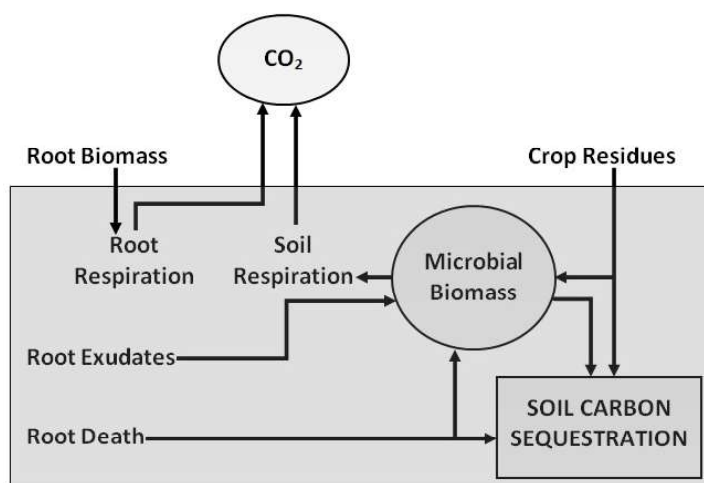 CO₂
Root Biomass
Crop Residues
Root
Respiration
Soil
Respiration
Microbial
Biomass
Root Exudates
Root Death
SOIL CARBON
SEQUESTRATION